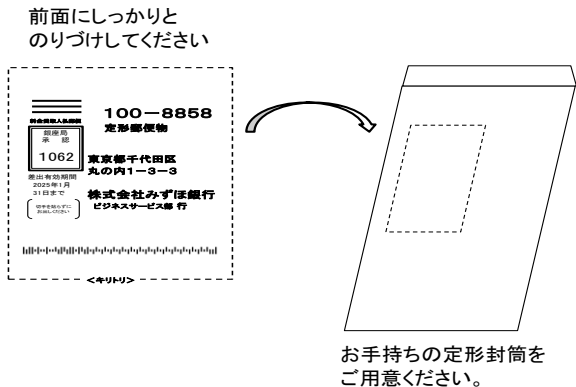 前面にしっかりと
のりづけしてください
料金受取人払郵便
銀座局
承 認
1062
差出有効期間
2025年1月
31日まで
切手を貼らずに
お出しください
100-8858
定形郵便物
東京都千代田区
丸の内1-3-3
株式会社みずほ銀行
ビジネスサービス部 行
<キリトリ>
お手持ちの定形封筒を
ご用意ください。